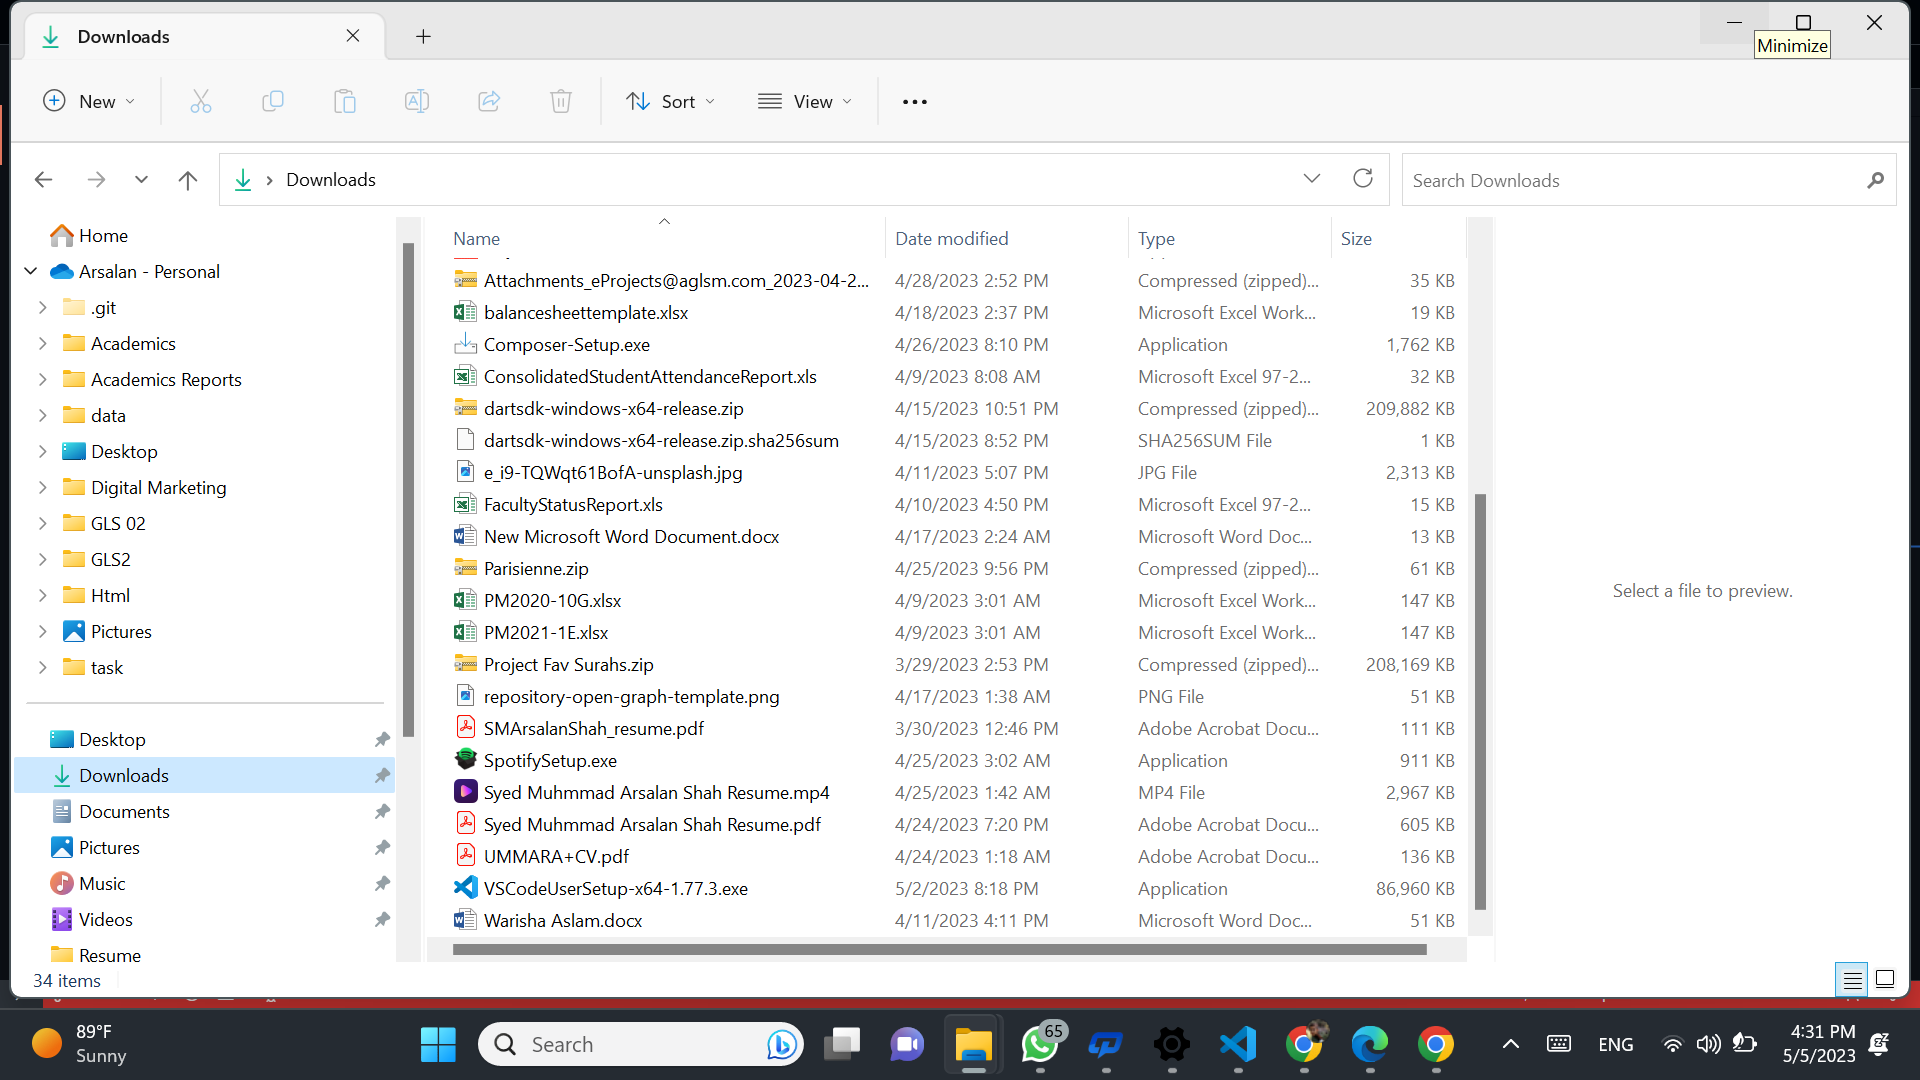 Downloads
Minimize
New
Sort
View
Downloads
Search Downloads
Home
Arsalan - Personal
.git
Academics
Academics Reports
data
Desktop
Digital Marketing
GLS 02
GLS2
Html
Pictures
task
Desktop
Downloads
Documents
Pictures
Music
Videos
Resume
Name Date modified Type Size
Attachments_eProjects@aglsm.com_2023-04-2... 4/28/2023 2:52 PM Compressed (zipped)... 35 KB
balancesheettemplate.xlsx 4/18/2023 2:37 PM Microsoft Excel Work... 19 KB
Composer-Setup.exe 4/26/2023 8:10 PM Application 1,762 KB
ConsolidatedStudentAttendanceReport.xls 4/9/2023 8:08 AM Microsoft Excel 97-2... 32 KB
dartsdk-windows-x64-release.zip 4/15/2023 10:51 PM Compressed (zipped)... 209,882 KB
dartsdk-windows-x64-release.zip.sha256sum 4/15/2023 8:52 PM SHA256SUM File 1 KB
e_i9-TQWqt61BofA-unsplash.jpg 4/11/2023 5:07 PM JPG File 2,313 KB
FacultyStatusReport.xls 4/10/2023 4:50 PM Microsoft Excel 97-2... 15 KB
New Microsoft Word Document.docx 4/17/2023 2:24 AM Microsoft Word Doc... 13 KB
Parisienne.zip 4/25/2023 9:56 PM Compressed (zipped)... 61 KB
PM2020-10G.xlsx 4/9/2023 3:01 AM Microsoft Excel Work... 147 KB
PM2021-1E.xlsx 4/9/2023 3:01 AM Microsoft Excel Work... 147 KB
Project Fav Surahs.zip 3/29/2023 2:53 PM Compressed (zipped)... 208,169 KB
repository-open-graph-template.png 4/17/2023 1:38 AM PNG File 51 KB
SMArsalanShah_resume.pdf 3/30/2023 12:46 PM Adobe Acrobat Docu... 111 KB
SpotifySetup.exe 4/25/2023 3:02 AM Application 911 KB
Syed Muhmmad Arsalan Shah Resume.mp4 4/25/2023 1:42 AM MP4 File 2,967 KB
Syed Muhmmad Arsalan Shah Resume.pdf 4/24/2023 7:20 PM Adobe Acrobat Docu... 605 KB
UMMARA+CV.pdf 4/24/2023 1:18 AM Adobe Acrobat Docu... 136 KB
VSCodeUserSetup-x64-1.77.3.exe 5/2/2023 8:18 PM Application 86,960 KB
Warisha Aslam.docx 4/11/2023 4:11 PM Microsoft Word Doc... 51 KB
Select a file to preview.
34 items
89°F
Sunny
Search
65
ENG
4:31 PM
5/5/2023